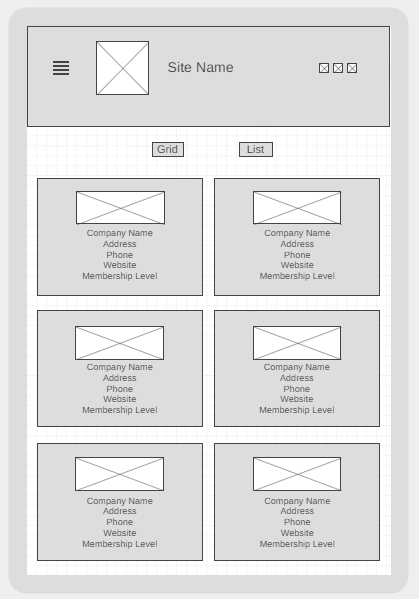 Site Name
Grid
List
Company Name
Address
Phone
Website
Membership Level
Company Name
Address
Phone
Website
Membership Level
Company Name
Address
Phone
Website
Membership Level
Company Name
Address
Phone
Website
Membership Level
Company Name
Address
Phone
Website
Membership Level
Company Name
Address
Phone
Website
Membership Level